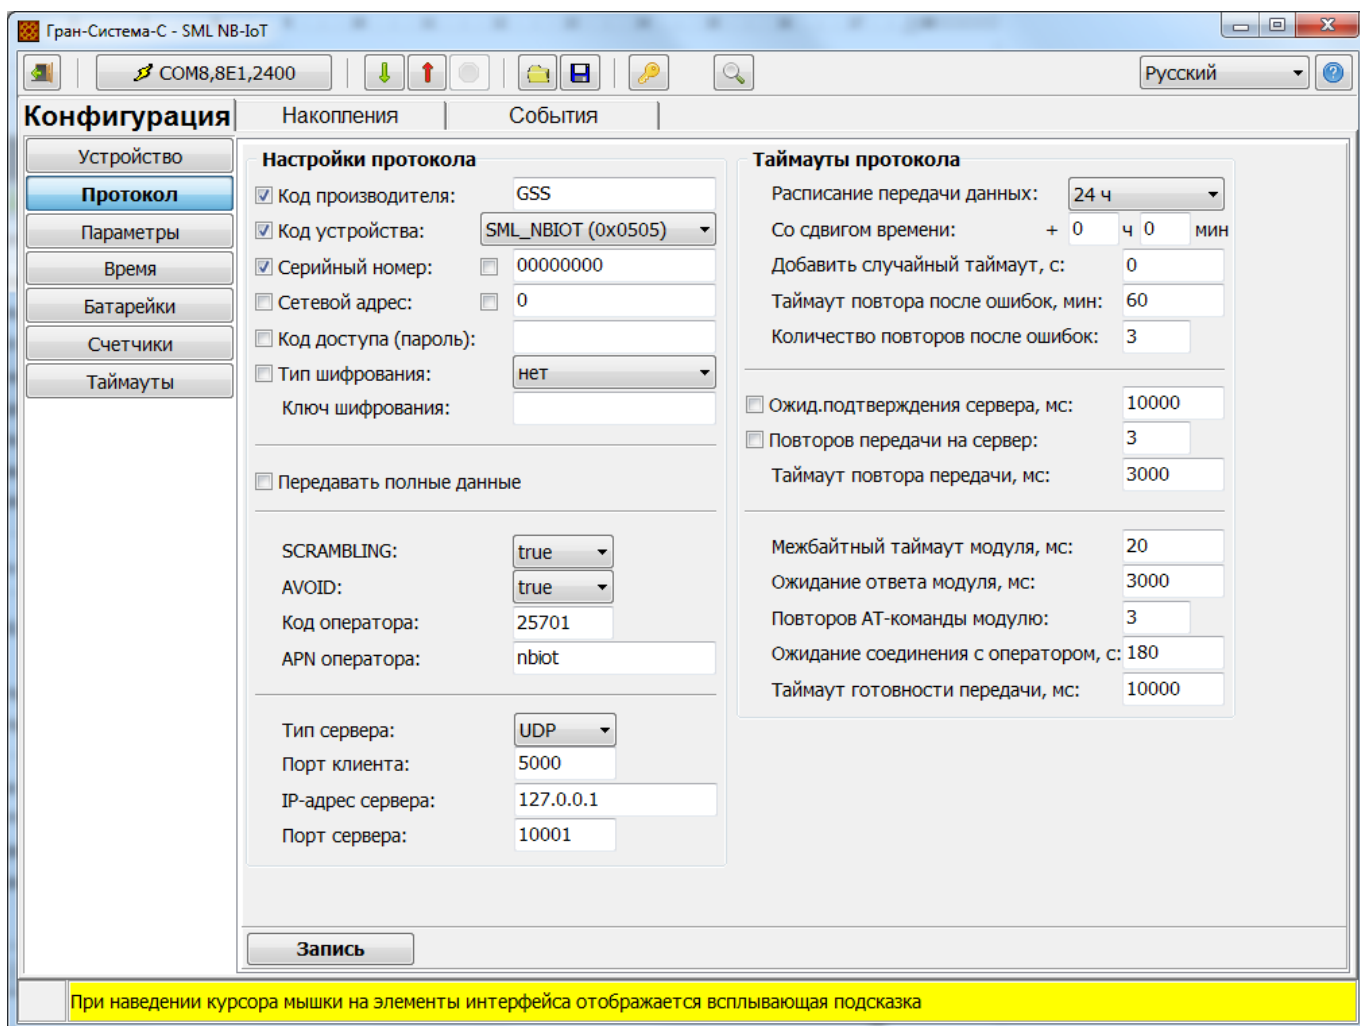 Гран-Система-С - SML NB-IoT
COM8,8E1,2400
Русский
Конфигурация
Накопления
События
Устройство
Протокол
Параметры
Время
Батарейки
Счетчики
Таймауты
Настройки протокола
Код производителя: GSS
Код устройства: SML_NBIOT (0x0505)
Серийный номер: 00000000
Сетевой адрес: 0
Код доступа (пароль):
Тип шифрования: нет
Ключ шифрования:
Передавать полные данные
SCRAMBLING: true
AVOID: true
Код оператора: 25701
APN оператора: nbiot
Тип сервера: UDP
Порт клиента: 5000
IP-адрес сервера: 127.0.0.1
Порт сервера: 10001
Таймауты протокола
Расписание передачи данных: 24 ч
Со сдвигом времени: + 0 ч 0 мин
Добавить случайный таймаут, с: 0
Таймаут повтора после ошибок, мин: 60
Количество повторов после ошибок: 3
Ожид.подтверждения сервера, мс: 10000
Повторов передачи на сервер: 3
Таймаут повтора передачи, мс: 3000
Межбайтный таймаут модуля, мс: 20
Ожидание ответа модуля, мс: 3000
Повторов АТ-команды модулю: 3
Ожидание соединения с оператором, с: 180
Таймаут готовности передачи, мс: 10000
Запись
При наведении курсора мышки на элементы интерфейса отображается всплывающая подсказка